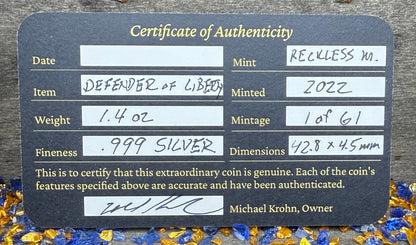 Certificate of Authenticity
Date Mint RECKLESS M.
Item DEFENDER OF LIBERTY Minted 2022
Weight 1.4 oz Mintage 1 of 61
Fineness .999 SILVER Dimensions 42.8 x 4.5mm
This is to certify that this extraordinary coin is genuine. Each of the coin's
features specified above are accurate and have been authenticated.
Michael Krohn, Owner